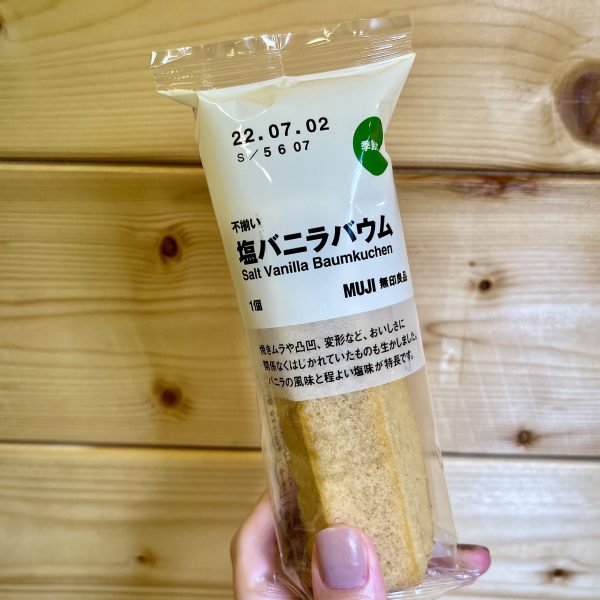 22.07.02
S/56 07
季節
不揃い
塩バニラバウム
Salt Vanilla Baumkuchen
1個
MUJI 無印良品
焼きムラや凸凹、変形など、おいしさに
関係なくはじかれていたものも生かしました。
バニラの風味と程よい塩味が特長です。